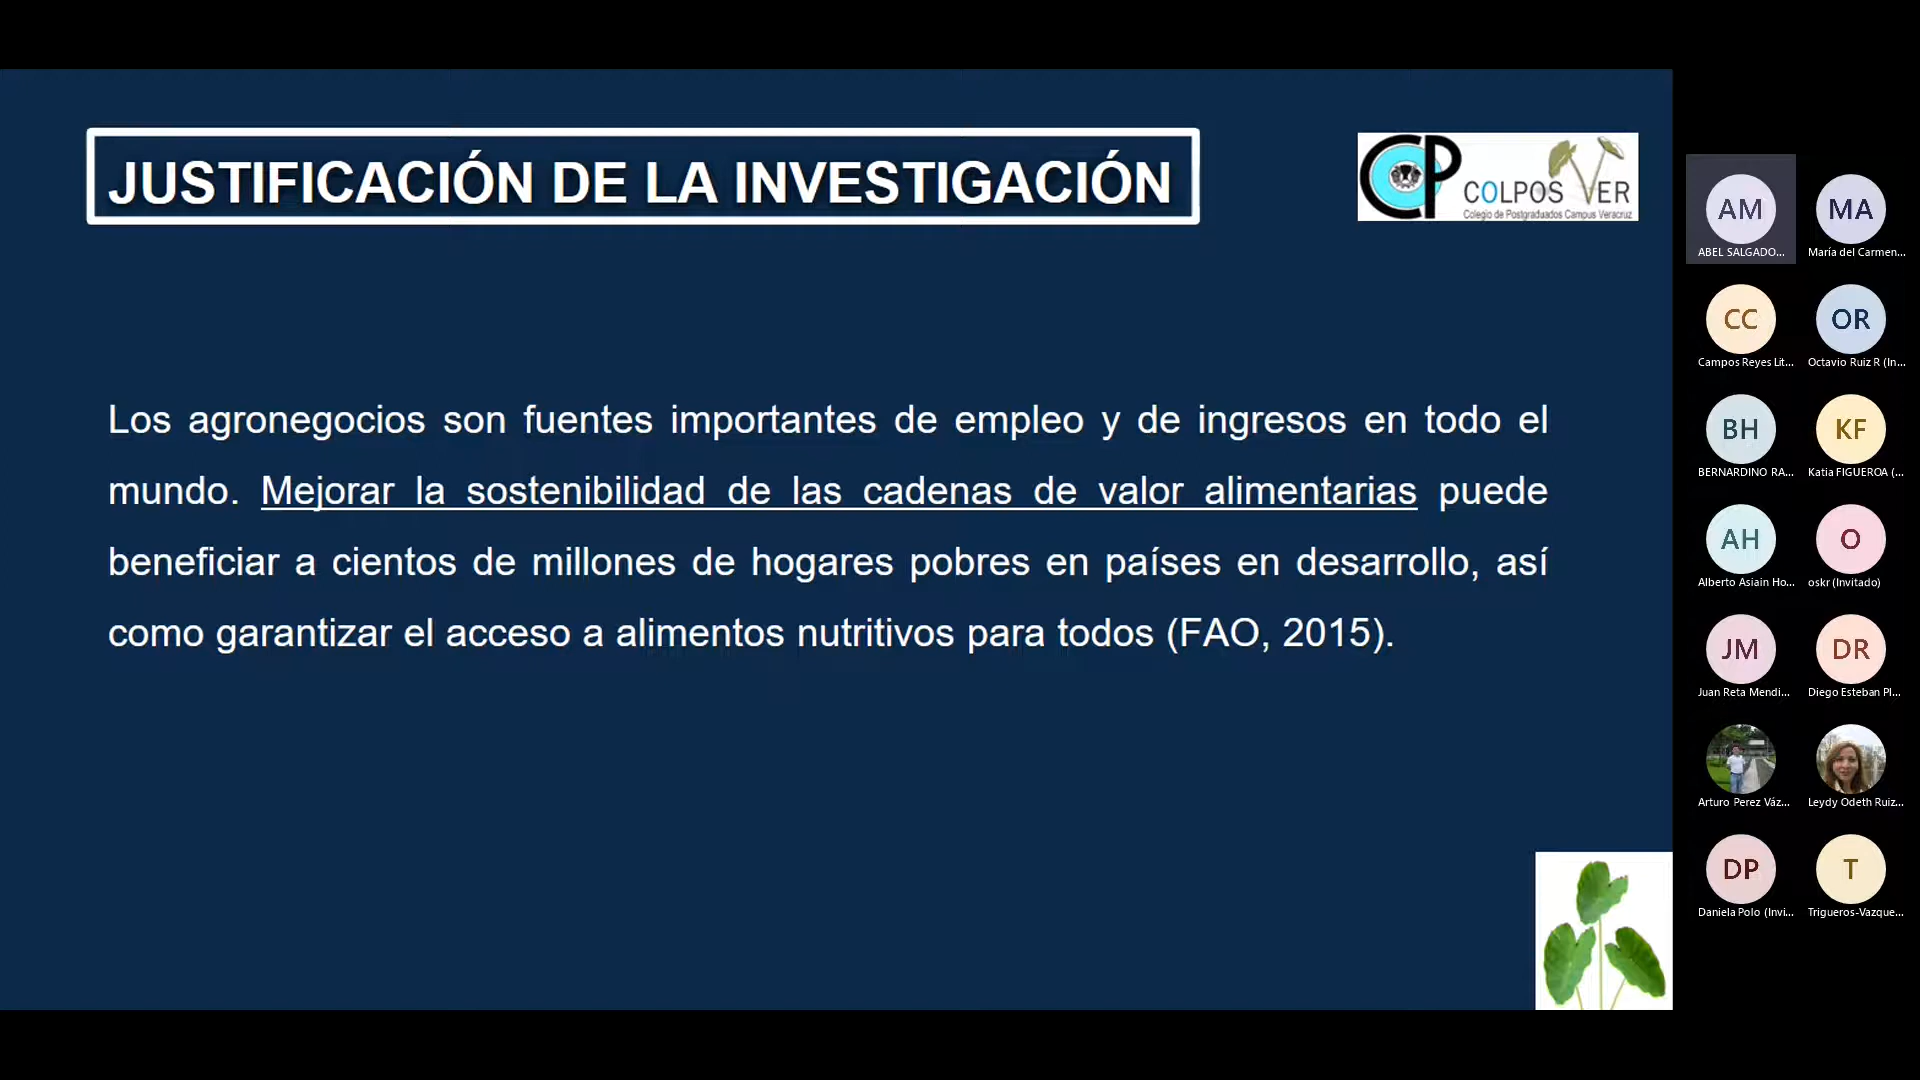 JUSTIFICACIÓN DE LA INVESTIGACIÓN
CP COLPOS VER
Colegio de Postgraduados Campus Veracruz
Los agronegocios son fuentes importantes de empleo y de ingresos en todo el
mundo. Mejorar la sostenibilidad de las cadenas de valor alimentarias puede
beneficiar a cientos de millones de hogares pobres en países en desarrollo, así
como garantizar el acceso a alimentos nutritivos para todos (FAO, 2015).
AM MA
ABEL SALGADO... María del Carmen...
CC OR
Campos Reyes Lit... Octavio Ruiz R (In...
BH KF
BERNARDINO RA... Katia FIGUEROA (...
AH O
Alberto Asiain Ho... oskr (Invitado)
JM DR
Juan Reta Mendi... Diego Esteban Pl...
Arturo Perez Váz... Leydy Odeth Ruiz...
DP T
Daniela Polo (Invi... Trigueros-Vazque...